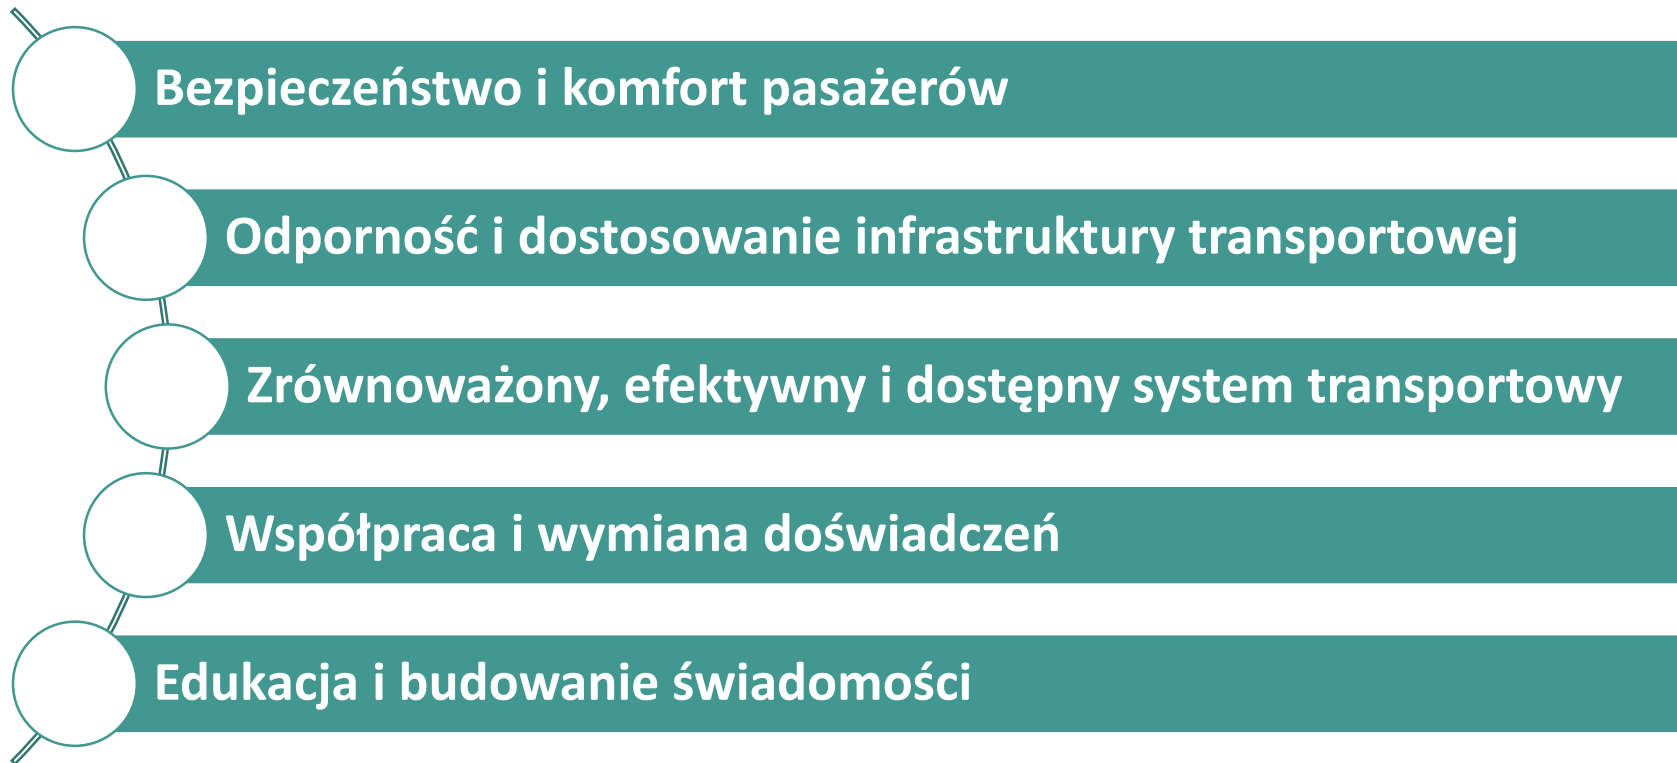 Bezpieczeństwo i komfort pasażerów
Odporność i dostosowanie infrastruktury transportowej
Zrównoważony, efektywny i dostępny system transportowy
Współpraca i wymiana doświadczeń
Edukacja i budowanie świadomości